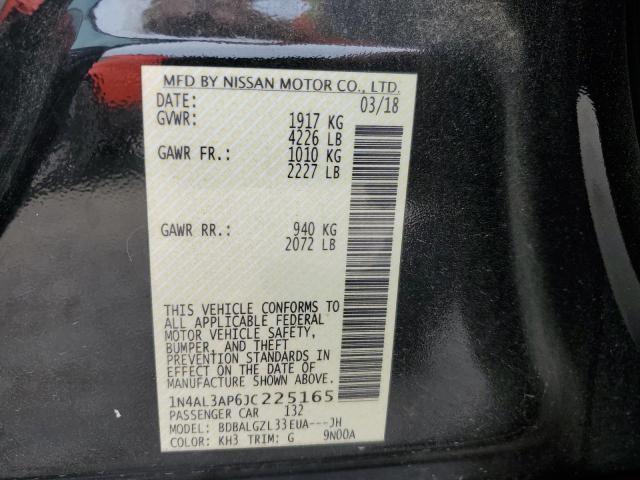 MFD BY NISSAN MOTOR CO., LTD.
DATE: 03/18
GVWR: 1917 KG
4226 LB
GAWR FR.: 1010 KG
2227 LB
GAWR RR.: 940 KG
2072 LB
THIS VEHICLE CONFORMS TO
ALL APPLICABLE FEDERAL
MOTOR VEHICLE SAFETY,
BUMPER, AND THEFT
PREVENTION STANDARDS IN
EFFECT ON THE DATE OF
MANUFACTURE SHOWN ABOVE.
1N4AL3AP6JC225165
PASSENGER CAR 132
MODEL: BDBALGZL33EUA---JH
COLOR: KH3 TRIM: G 9N00A